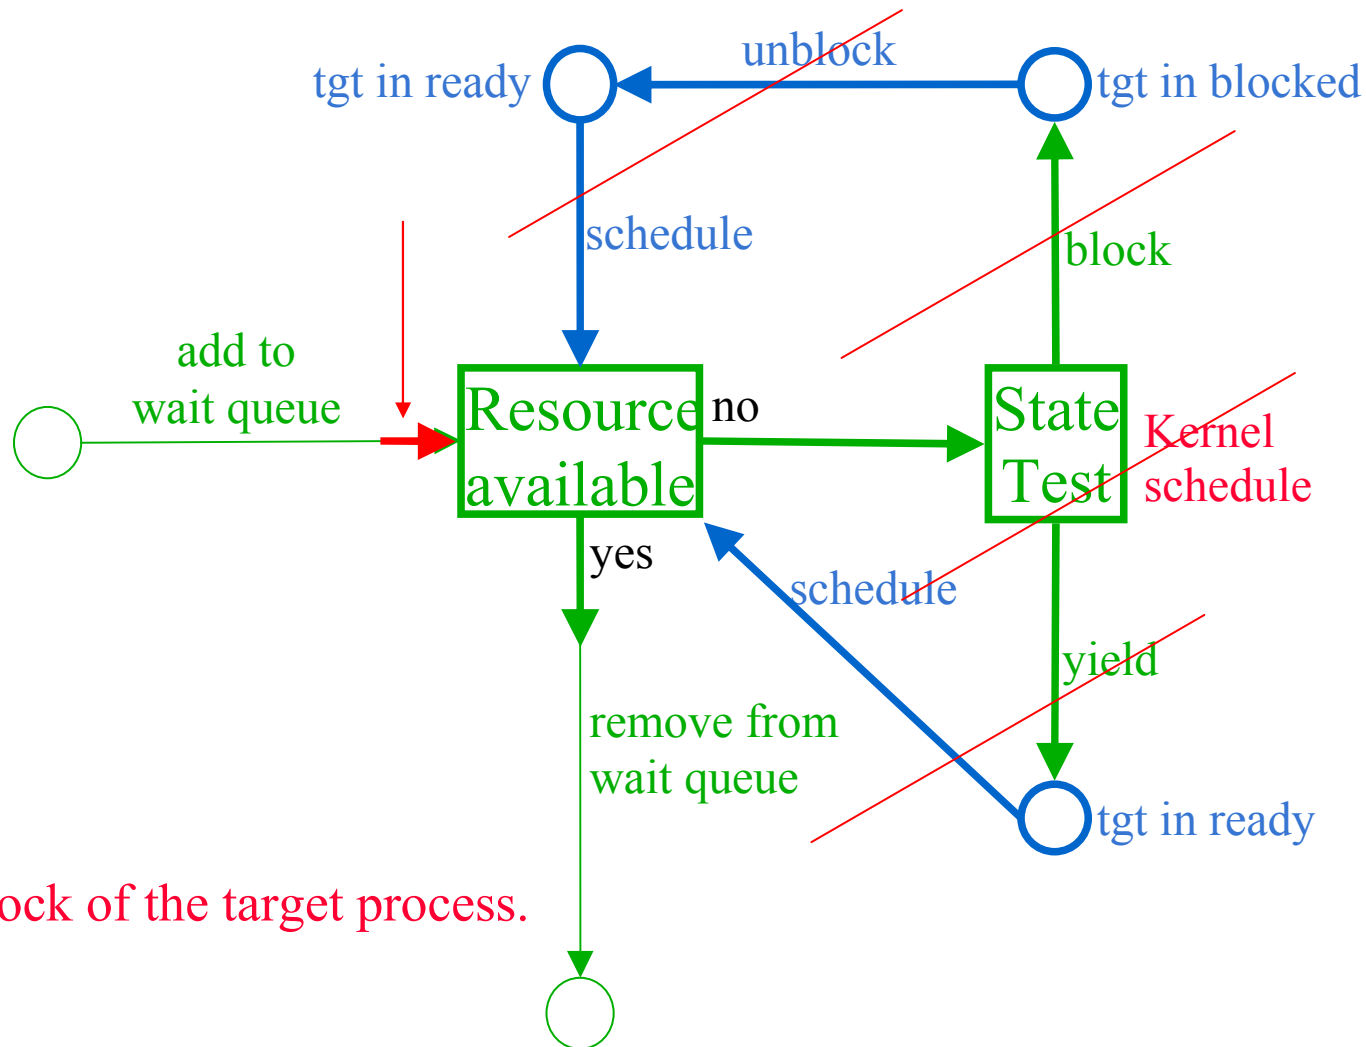 unblock
tgt in ready
tgt in blocked
schedule
block
add to
wait queue
Resource
available
no
State
Test
Kernel
schedule
yes
schedule
yield
remove from
wait queue
tgt in ready
of the target process.